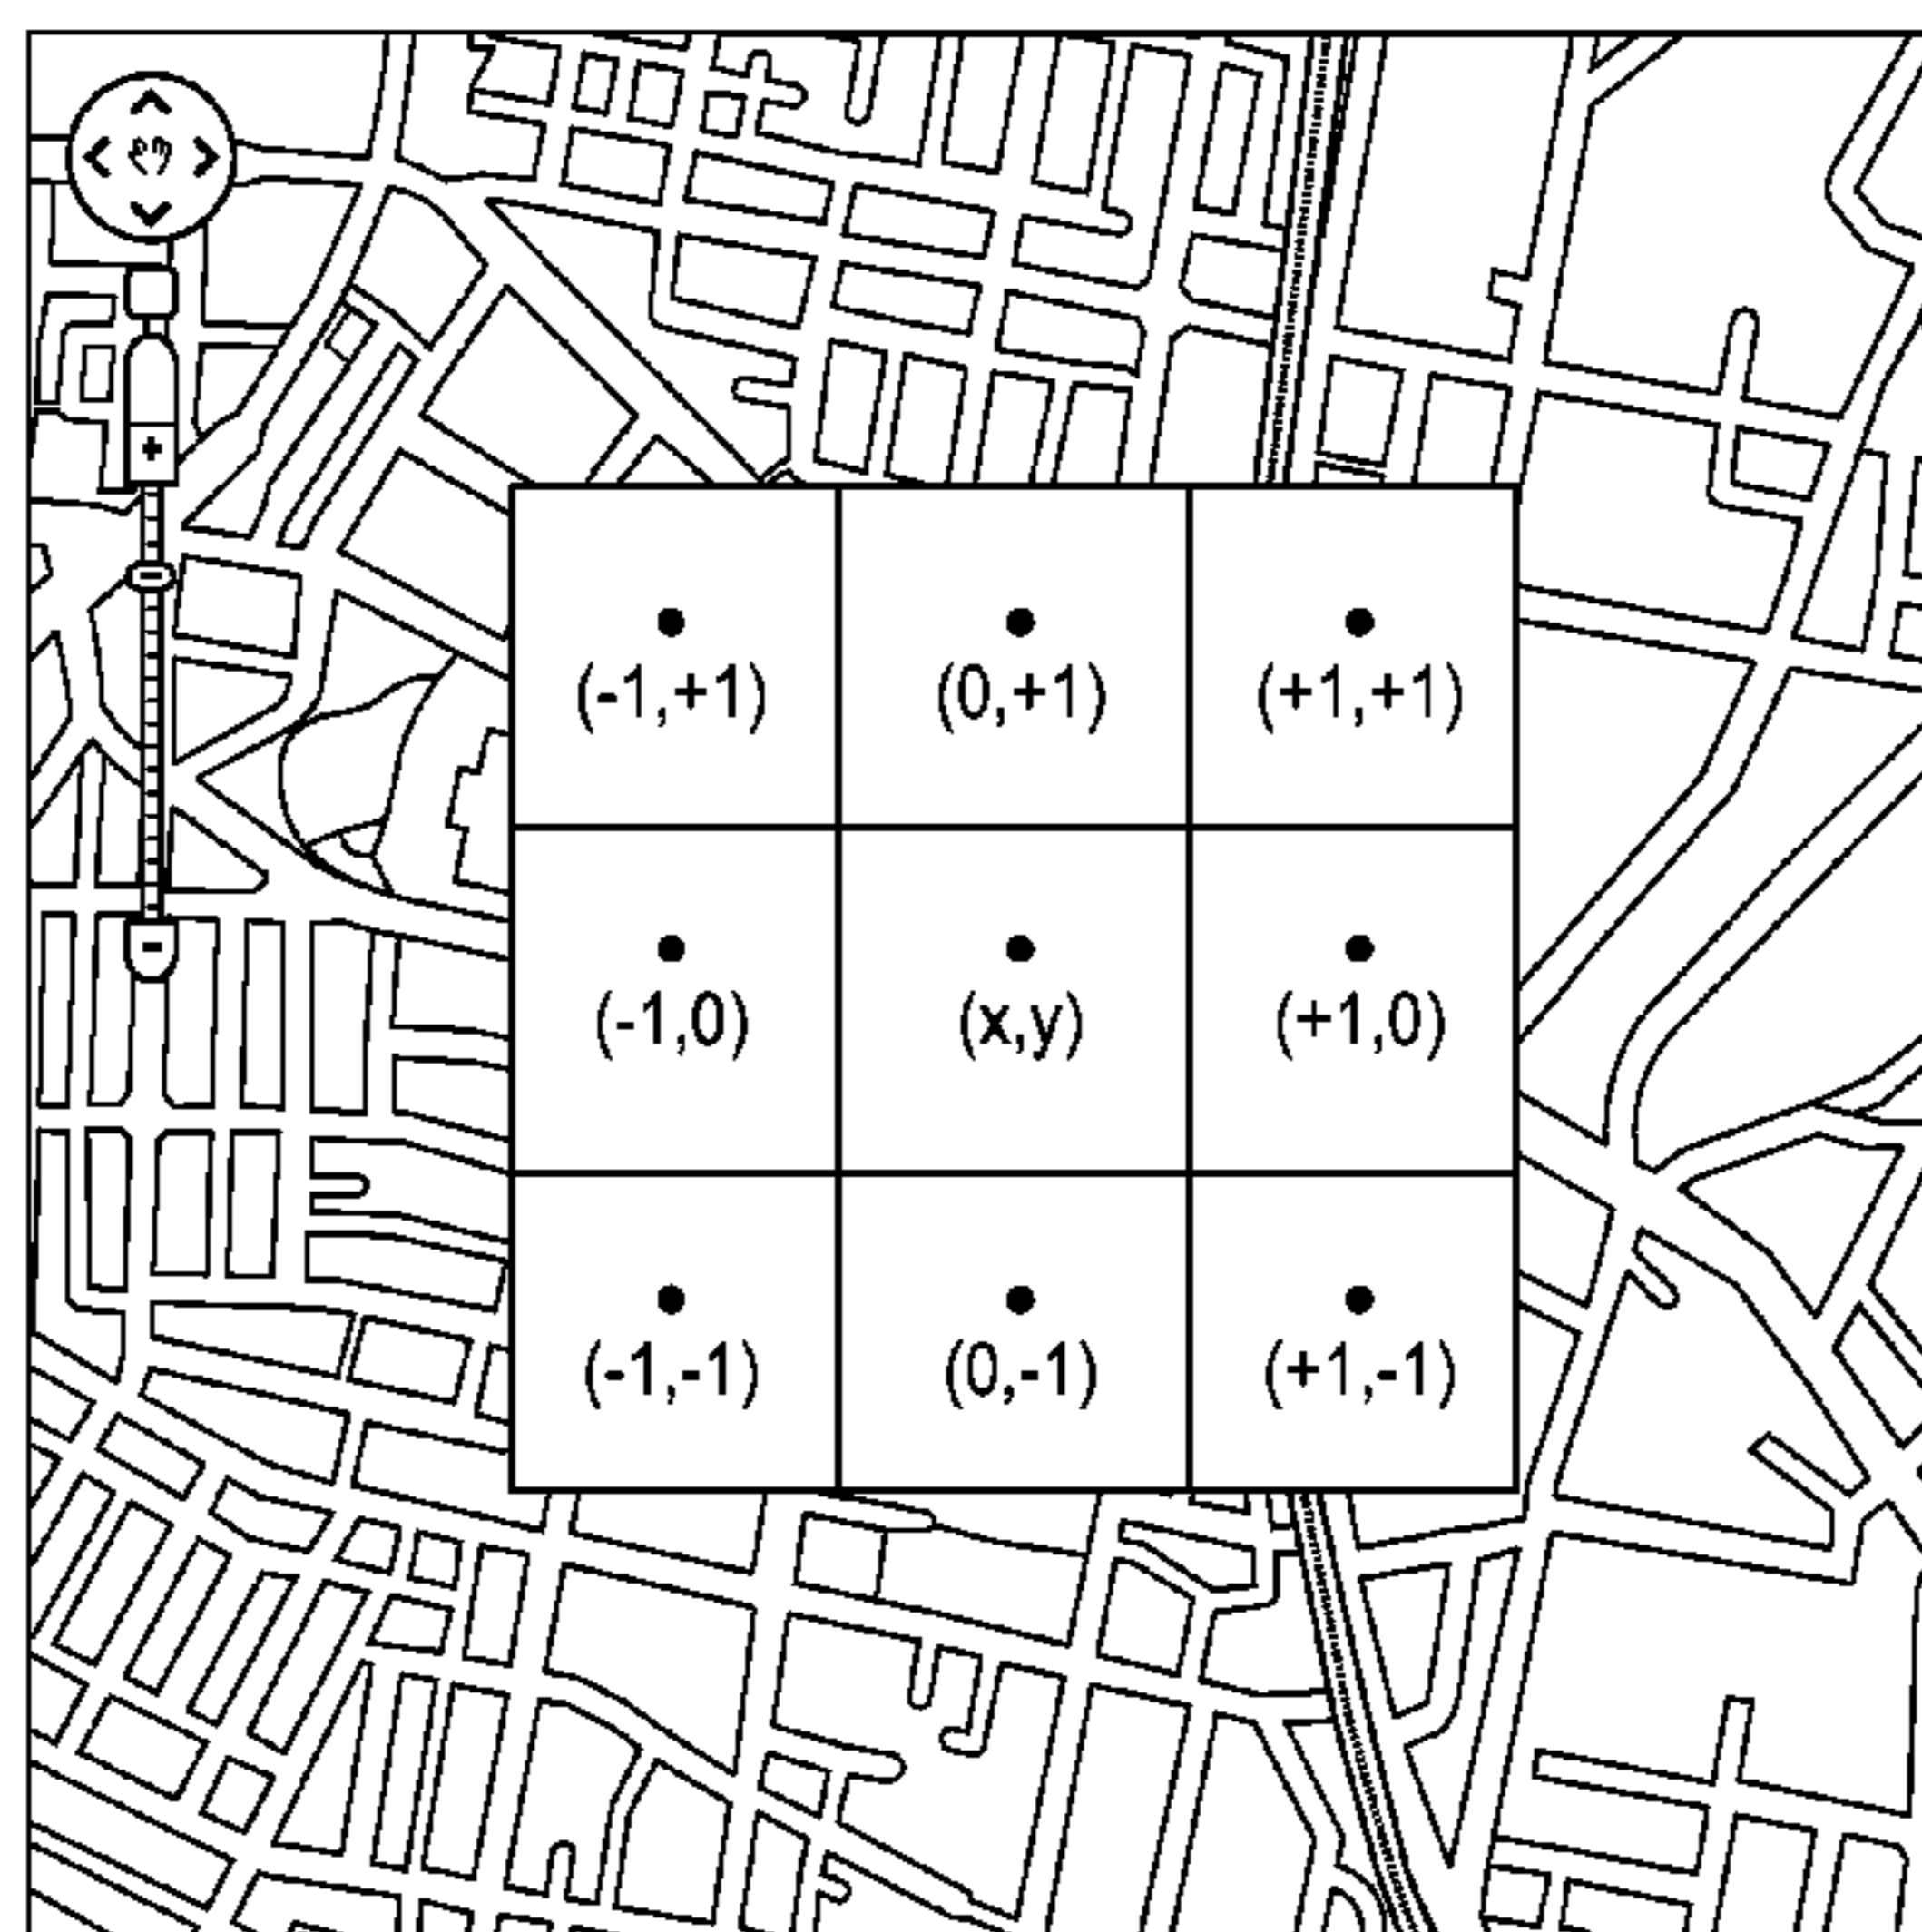 +
-
-
(-1,+1) (0,+1) (+1,+1)
(-1,0) (x,y) (+1,0)
(-1,-1) (0,-1) (+1,-1)